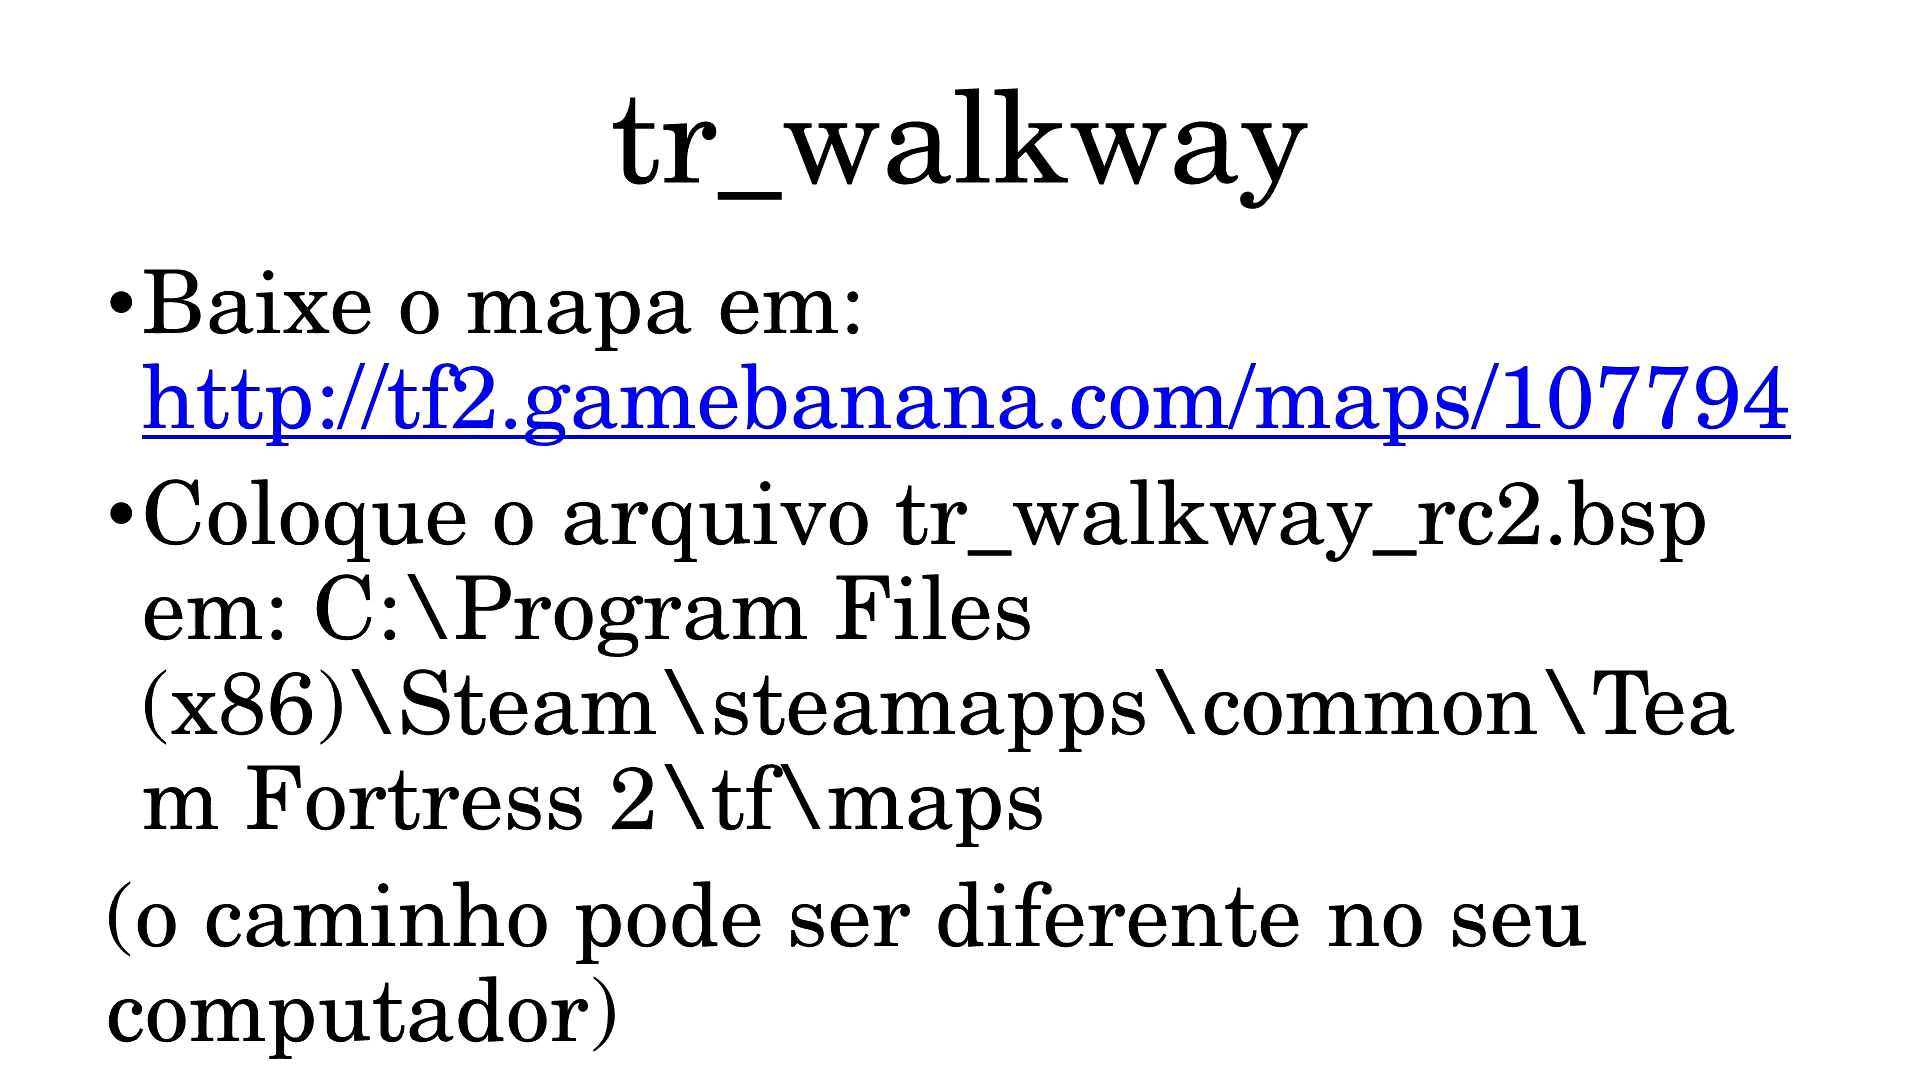 tr_walkway
•Baixe o mapa em:
http://tf2.gamebanana.com/maps/107794
•Coloque o arquivo tr_walkway_rc2.bsp
em: C:\Program Files
(x86)\Steam\steamapps\common\Tea
m Fortress 2\tf\maps
(o caminho pode ser diferente no seu
computador)